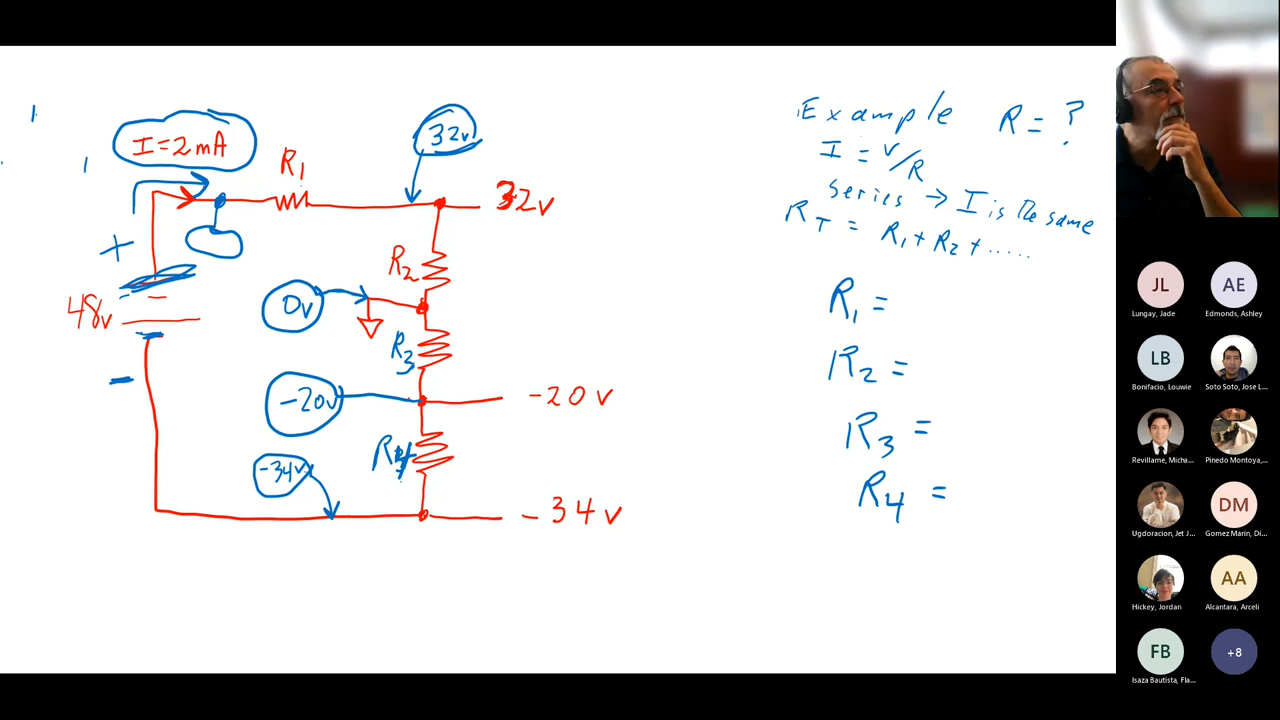 Example R = ?
I = V/R
series → I is the same
RT = R1 + R2 + .....
R1 =
R2 =
R3 =
R4 =
I = 2mA
R1
32v
32v
+
48v
-
R2
0v
R3
-20v
-20v
R4
-34v
-34v
JL
Lungay, Jade
AE
Edmonds, Ashley
LB
Bonifacio, Louwie
Soto Soto, Jose L...
Revillame, Micha...
Pinedo Montoya,...
Ugdoracion, Jet J...
DM
Gomez Marin, Di...
Hickey, Jordan
AA
Alcantara, Arceli
FB
Isaza Bautista, Fla...
+8